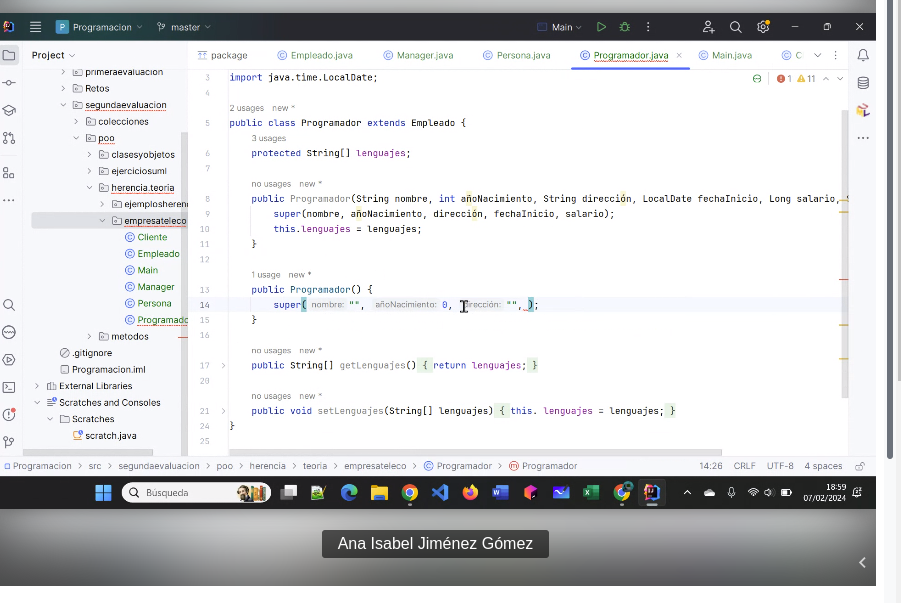 Programacion
master
Main
Project
package
Empleado.java
Manager.java
Persona.java
Programador.java
Main.java
primeraevaluacion
Retos
segundaevaluacion
colecciones
poo
clasesyobjetos
ejerciciosuml
herencia.teoria
ejemplosheren
empresateleco
Cliente
Empleado
Main
Manager
Persona
Programado
metodos
.gitignore
Programacion.iml
External Libraries
Scratches and Consoles
Scratches
scratch.java
1 11
3 import java.time.LocalDate;
4
2 usages new *
5 public class Programador extends Empleado {
3 usages
6 protected String[] lenguajes;
7
no usages new *
8 public Programador(String nombre, int añoNacimiento, String dirección, LocalDate fechaInicio, Long salario,
9 super(nombre, añoNacimiento, dirección, fechaInicio, salario);
10 this.lenguajes = lenguajes;
11 }
12
1 usage new *
13 public Programador() {
14 super( nombre: "", añoNacimiento: 0, dirección: "", );
15 }
16
no usages new *
17 public String[] getLenguajes() { return lenguajes; }
20
no usages new *
21 public void setLenguajes(String[] lenguajes) { this. lenguajes = lenguajes; }
24 }
25
Programacion > src > segundaevaluacion > poo > herencia > teoria > empresateleco > Programador > Programador
14:26 CRLF UTF-8 4 spaces
Búsqueda
18:59
07/02/2024
Ana Isabel Jiménez Gómez